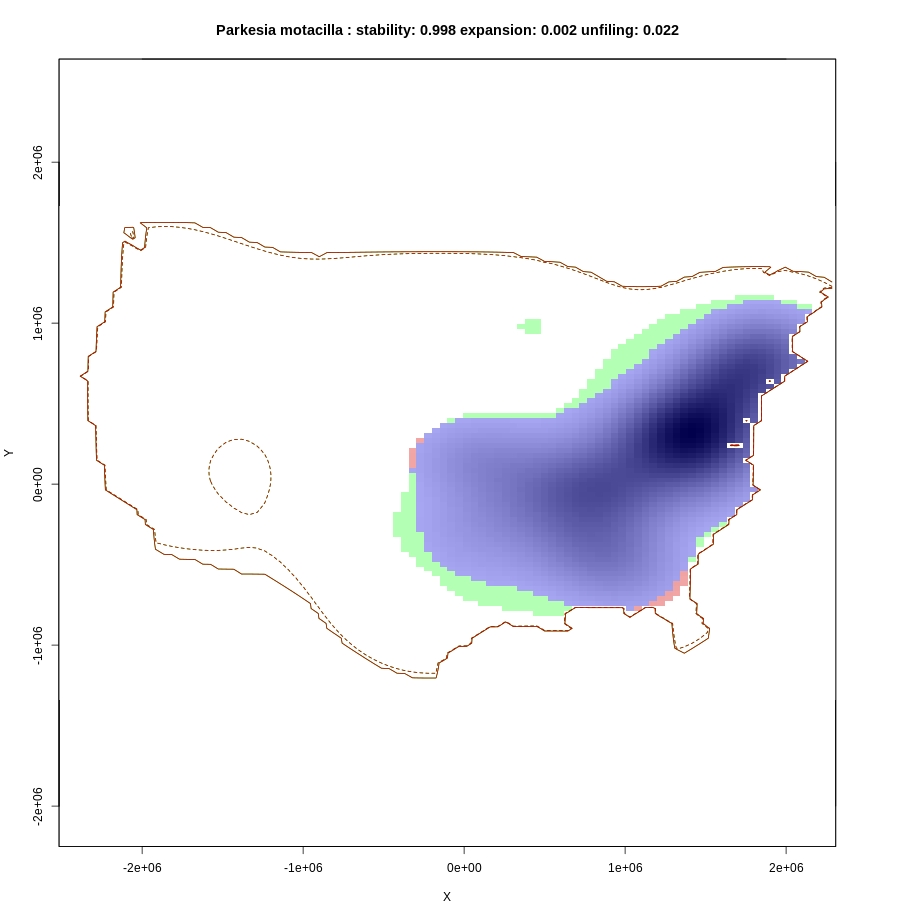 Parkesia motacilla : stability: 0.998 expansion: 0.002 unfiling: 0.022
2e+06
1e+06
0e+00
-1e+06
-2e+06
Y
-2e+06 -1e+06 0e+00 1e+06 2e+06
X